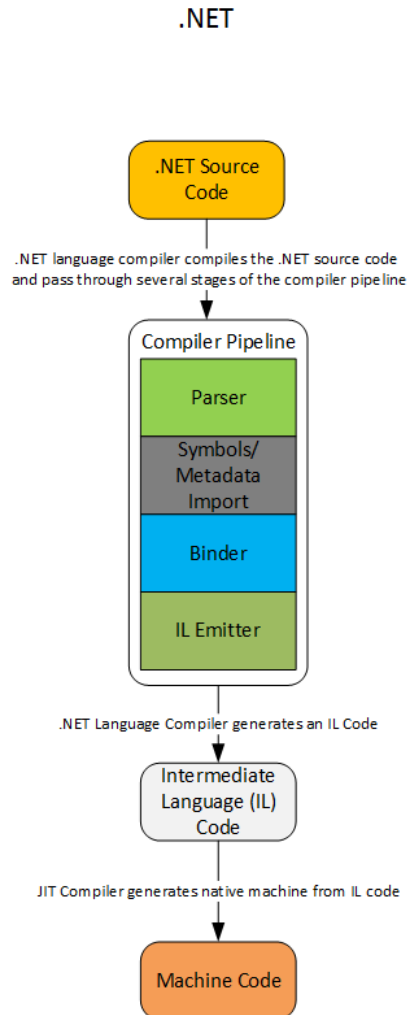 .NET
.NET Source
Code
.NET language compiler compiles the .NET source code
and pass through several stages of the compiler pipeline
Compiler Pipeline
Parser
Symbols/
Metadata
Import
Binder
IL Emitter
.NET Language Compiler generates an IL Code
Intermediate
Language (IL)
Code
JIT Compiler generates native machine from IL code
Machine Code